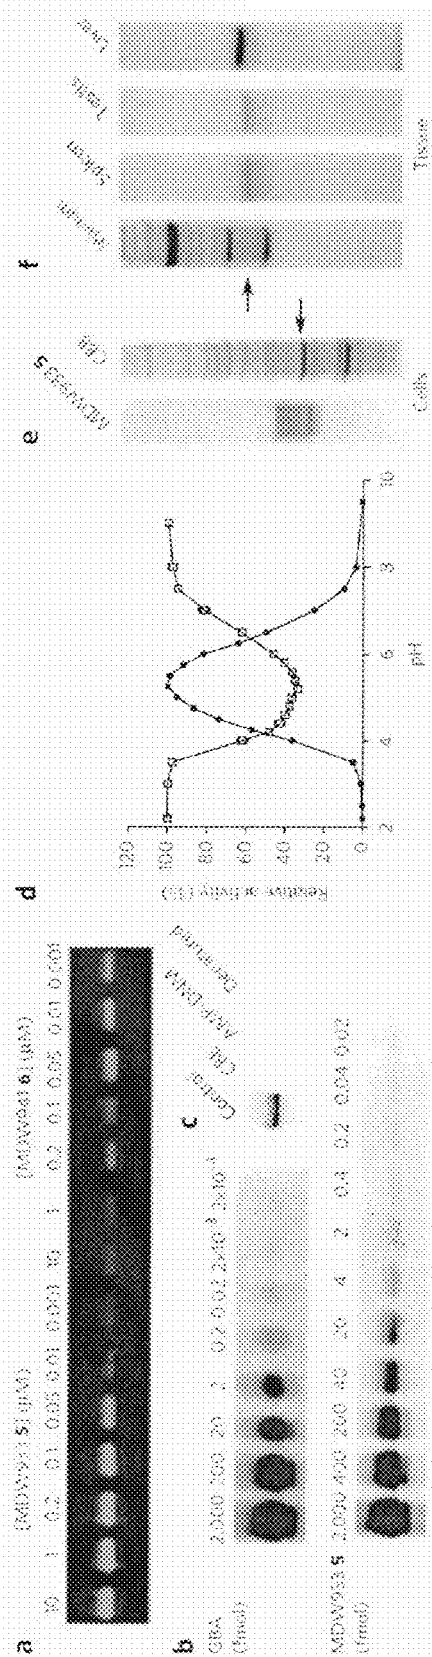 a
[MDW933 5] (μM)
[MDW941 6] (μM)
10 1 0.2 0.1 0.05 0.01 0.001 10 1 0.2 0.1 0.05 0.01 0.001
b
GBA
(fmol)
2,000 200 20 2 0.2 0.02
MDW933 5
(fmol)
2,000 400 200 40 20 4 2 0.4 0.2 0.04 0.02
c
Control
CBE
AMP-DNM
d
Relative activity (%)
120
100
80
60
40
20
0
2 4 6 8 10
pH
e
MDW933 5
CBB
Cells
f
Spleen
Testis
Liver
Tissue